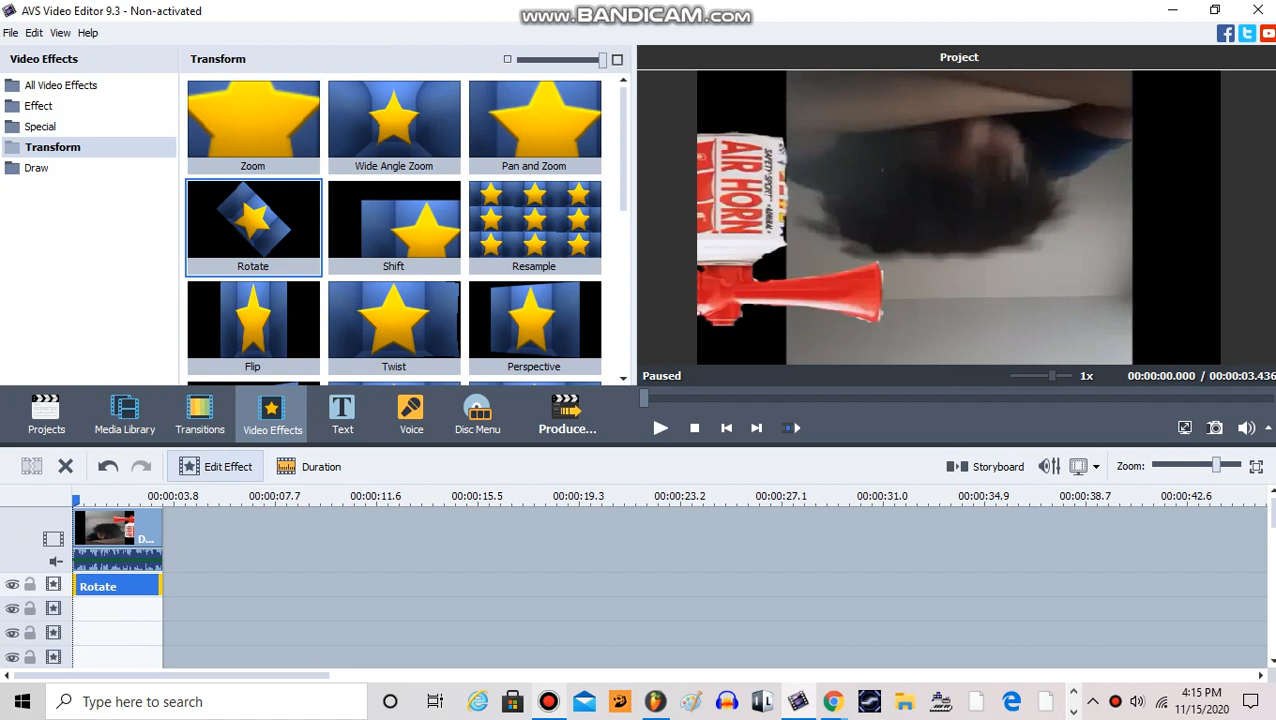 AVS Video Editor 9.3 - Non-activated
www.BANDICAM.com
File Edit View Help
Video Effects
Transform
Project
All Video Effects
Effect
Special
Transform
Draw
Zoom
Wide Angle Zoom
Pan and Zoom
Rotate
Shift
Resample
Flip
Twist
Perspective
AIR HORN
SAFETY·SPORT
Paused
1x
00:00:00.000 / 00:00:03.436
Projects
Media Library
Transitions
Video Effects
Text
Voice
Disc Menu
Produce...
Edit Effect
Duration
Storyboard
Zoom:
00:00:03.8 00:00:07.7 00:00:11.6 00:00:15.5 00:00:19.3 00:00:23.2 00:00:27.1 00:00:31.0 00:00:34.9 00:00:38.7 00:00:42.6
D...
Rotate
Type here to search
4:15 PM
11/15/2020